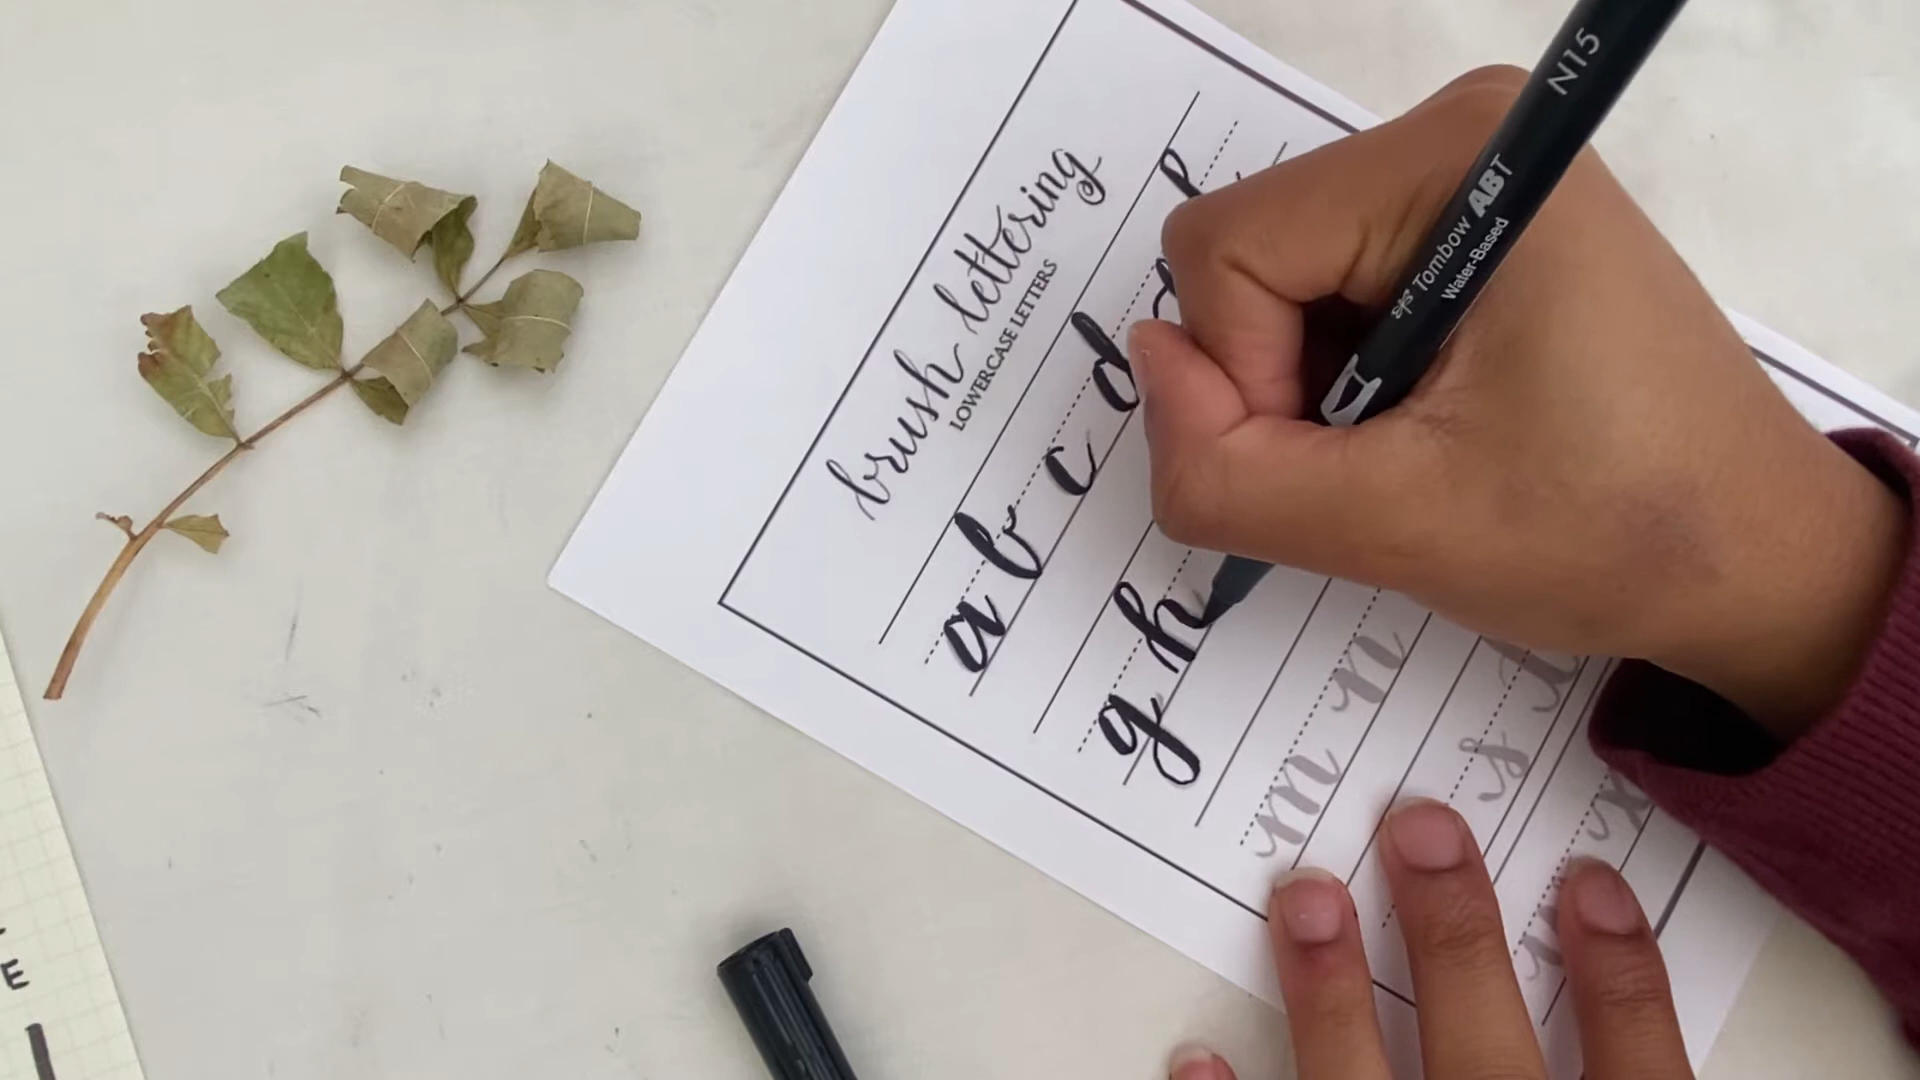 brush lettering
LOWERCASE LETTERS
a b c d
g h
m n
s
x
N15
Tombow ABT
Water-Based
E